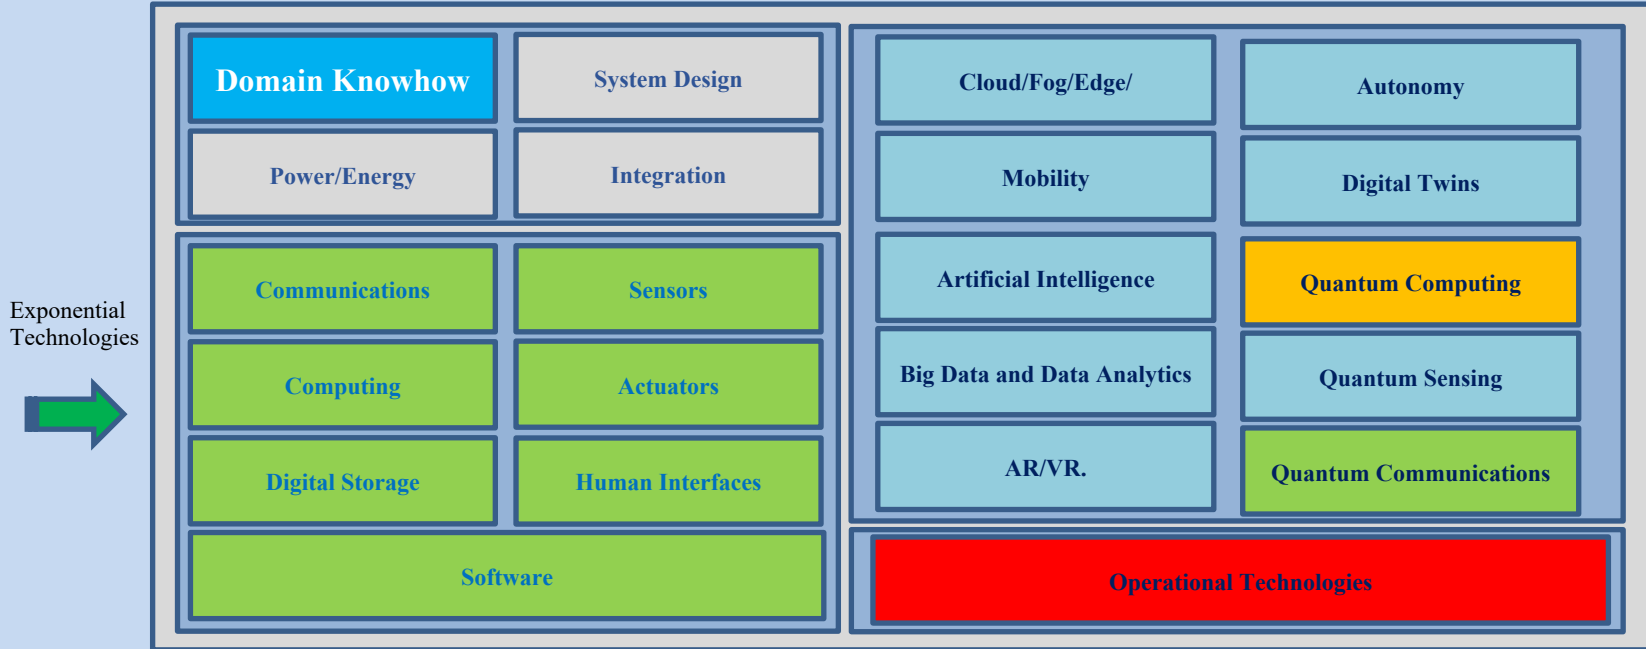 Exponential
Technologies
Domain Knowhow
System Design
Power/Energy
Integration
Communications
Sensors
Computing
Actuators
Digital Storage
Human Interfaces
Software
Cloud/Fog/Edge/
Autonomy
Mobility
Digital Twins
Artificial Intelligence
Quantum Computing
Big Data and Data Analytics
Quantum Sensing
AR/VR.
Quantum Communications
Operational Technologies